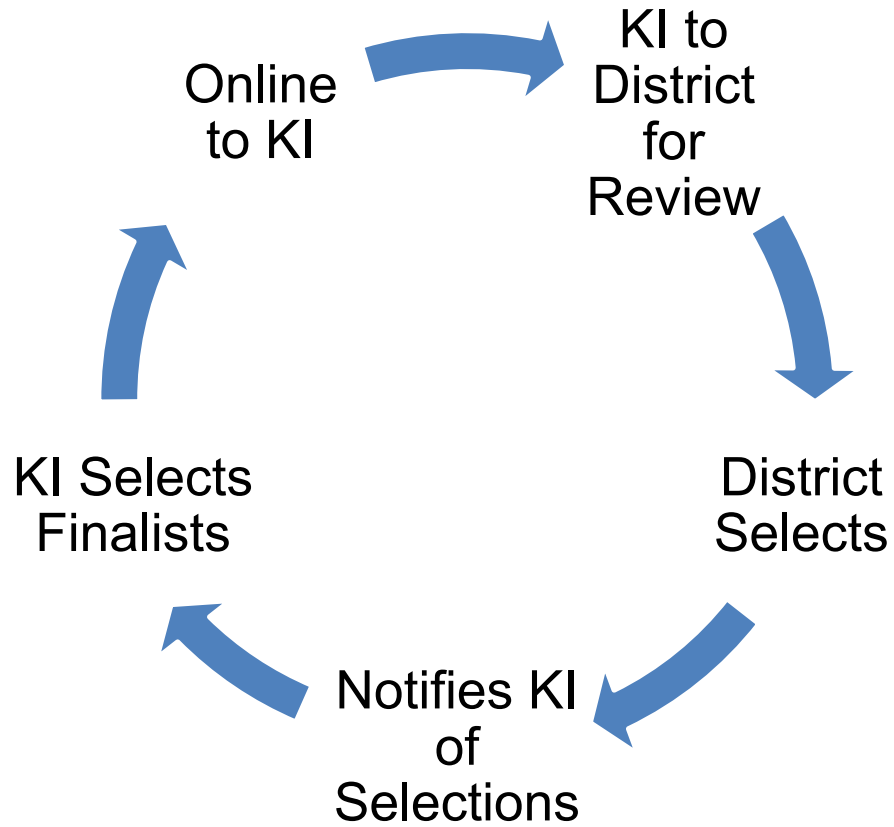 Online
to KI
KI to
District
for
Review
District
Selects
Notifies KI
of
Selections
KI Selects
Finalists